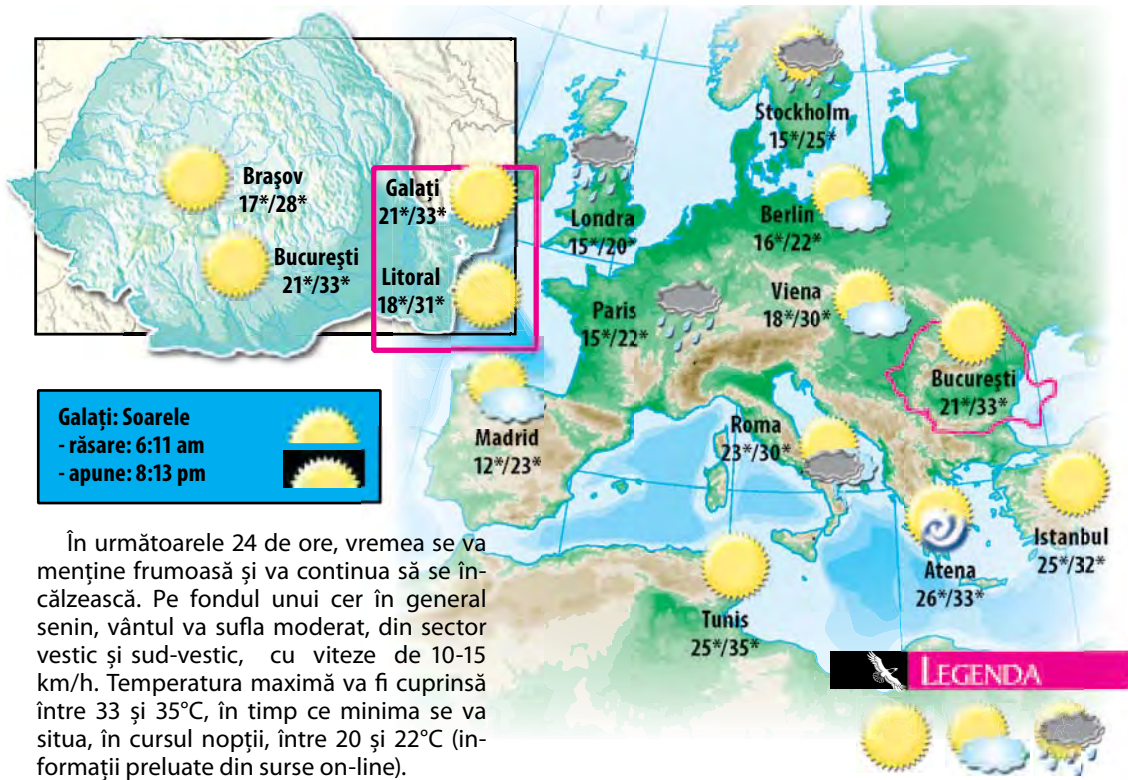 Brașov
17*/28*
București
21*/33*
Galați
21*/33*
Litoral
18*/31*
Stockholm
15*/25*
Londra
15*/20*
Berlin
16*/22*
Paris
15*/22*
Viena
18*/30*
București
21*/33*
Madrid
12*/23*
Roma
23*/30*
Istanbul
25*/32*
Atena
26*/33*
Tunis
25*/35*
Galați: Soarele
- răsare: 6:11 am
- apune: 8:13 pm
În următoarele 24 de ore, vremea se va
menține frumoasă și va continua să se în-
călzească. Pe fondul unui cer în general
senin, vântul va sufla moderat, din sector
vestic și sud-vestic, cu viteze de 10-15
km/h. Temperatura maximă va fi cuprinsă
între 33 și 35°C, în timp ce minima se va
situa, în cursul nopții, între 20 și 22°C (in-
formații preluate din surse on-line).
LEGENDA